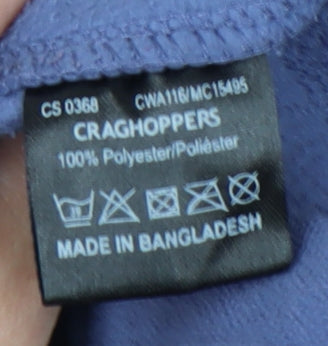 CS 0368 CWA116/MC15495
CRAGHOPPERS
100% Polyester/Poliéster
MADE IN BANGLADESH